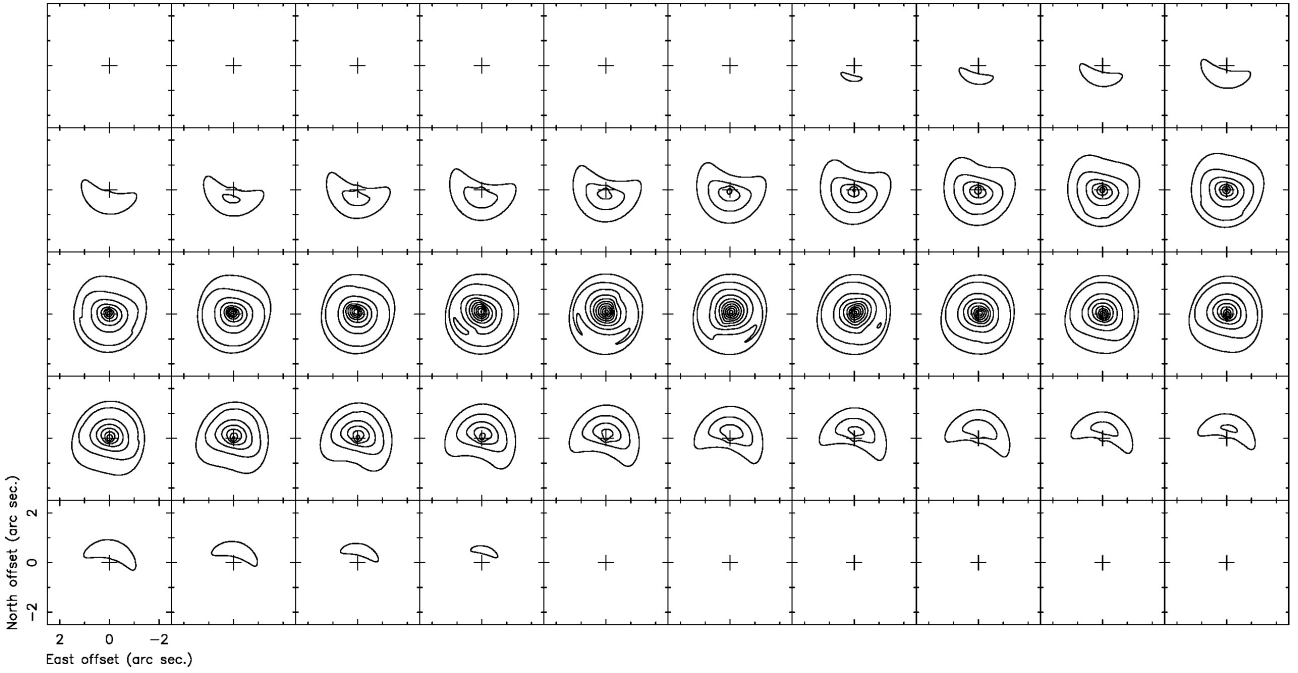 North offset (arc sec.)
2
0
−2
2 0 −2
East offset (arc sec.)